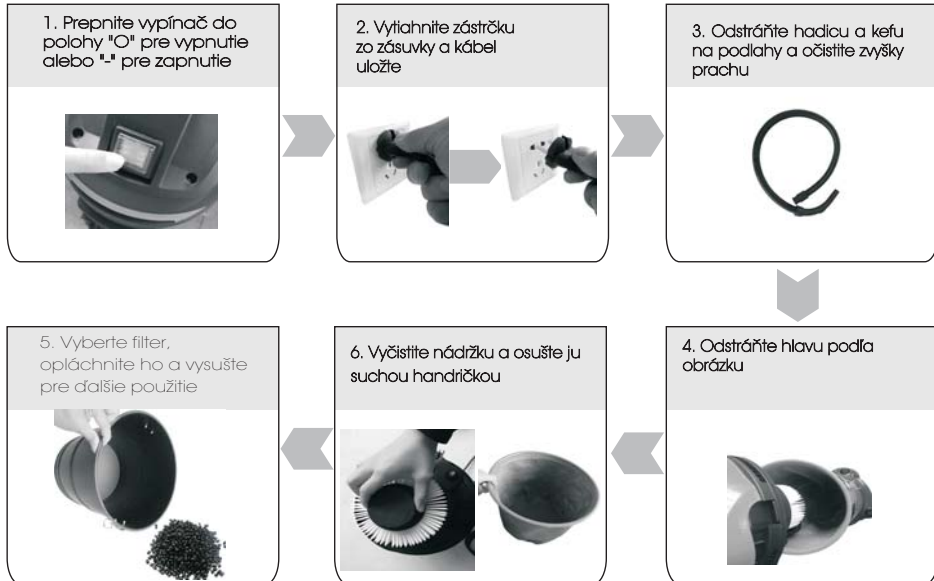 1. Prepnite vypínač do
polohy "O" pre vypnutie
alebo "-" pre zapnutie
2. Vytiahnite zástrčku
zo zásuvky a kábel
uložte
3. Odstráňte hadicu a kefu
na podlahy a očistite zvyšky
prachu
4. Odstráňte hlavu podľa
obrázku
5. Vyberte filter,
opláchnite ho a vysušte
pre ďalšie použitie
6. Vyčistite nádržku a osušte ju
suchou handričkou